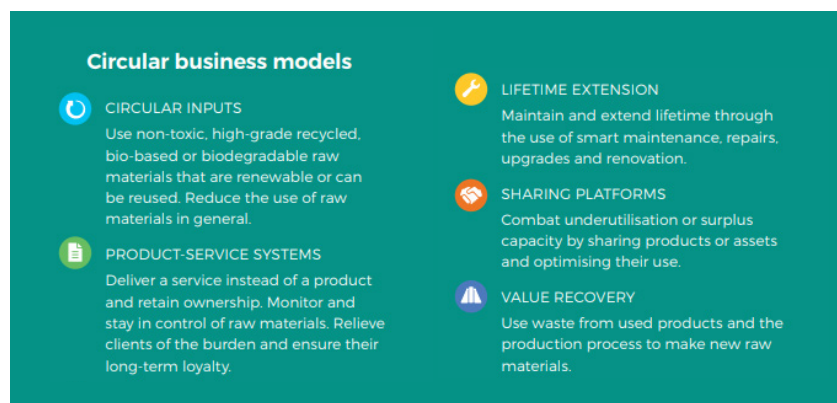 Circular business models
CIRCULAR INPUTS
Use non-toxic, high-grade recycled,
bio-based or biodegradable raw
materials that are renewable or can
be reused. Reduce the use of raw
materials in general.
PRODUCT-SERVICE SYSTEMS
Deliver a service instead of a product
and retain ownership. Monitor and
stay in control of raw materials. Relieve
clients of the burden and ensure their
long-term loyalty.
LIFETIME EXTENSION
Maintain and extend lifetime through
the use of smart maintenance, repairs,
upgrades and renovation.
SHARING PLATFORMS
Combat underutilisation or surplus
capacity by sharing products or assets
and optimising their use.
VALUE RECOVERY
Use waste from used products and the
production process to make new raw
materials.